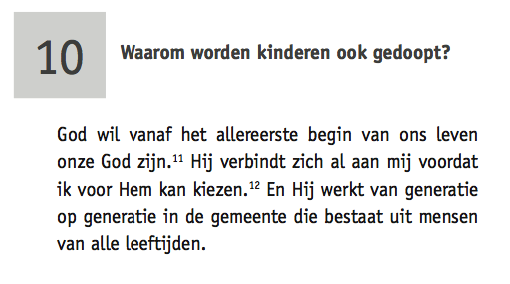 10 Waarom worden kinderen ook gedoopt?
God wil vanaf het allereerste begin van ons leven
onze God zijn.¹¹ Hij verbindt zich al aan mij voordat
ik voor Hem kan kiezen.¹² En Hij werkt van generatie
op generatie in de gemeente die bestaat uit mensen
van alle leeftijden.